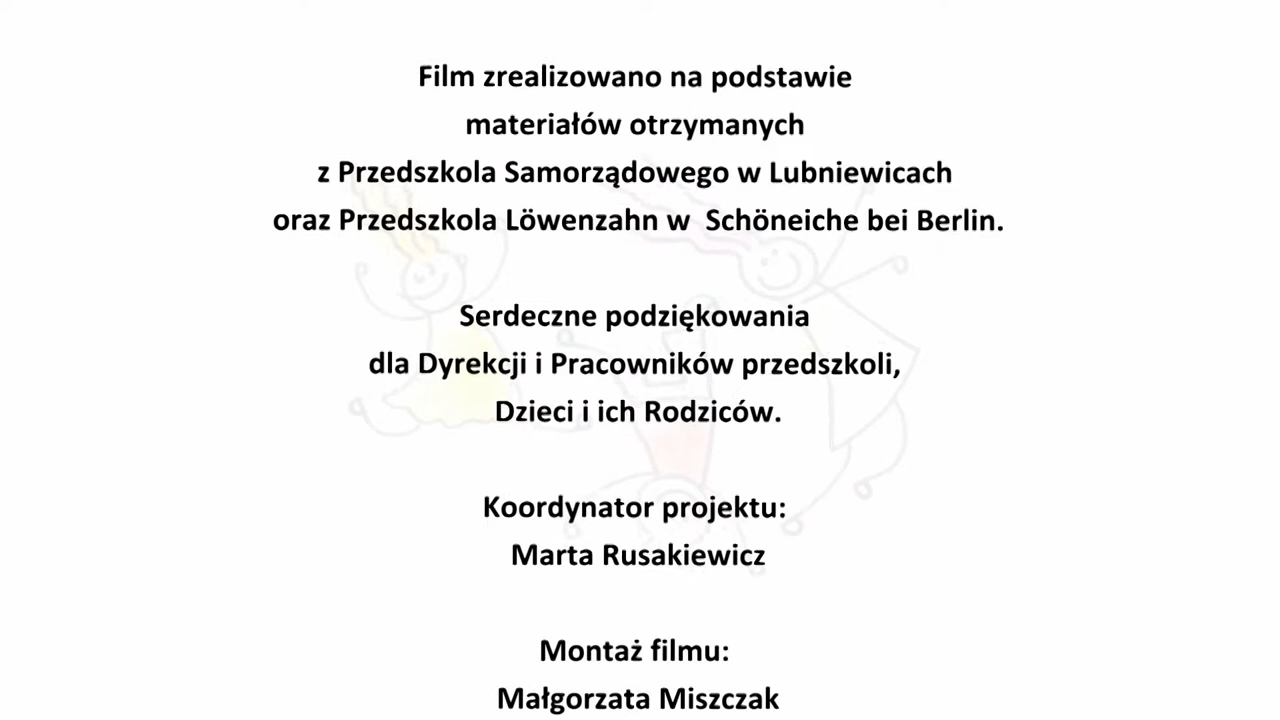 Film zrealizowano na podstawie
materiałów otrzymanych
z Przedszkola Samorządowego w Lubniewicach
oraz Przedszkola Löwenzahn w Schöneiche bei Berlin.
Serdeczne podziękowania
dla Dyrekcji i Pracowników przedszkoli,
Dzieci i ich Rodziców.
Koordynator projektu:
Marta Rusakiewicz
Montaż filmu:
Małgorzata Miszczak